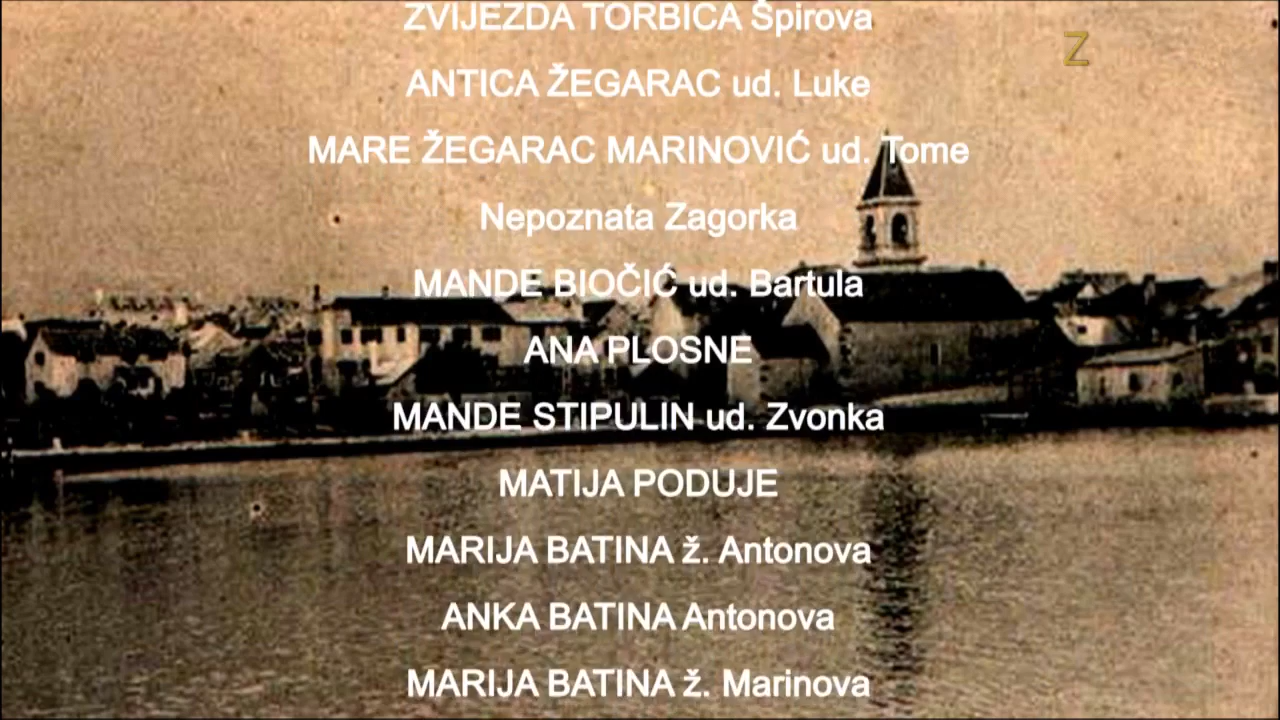 ZVIJEZDA TORBICA Špirova
Z
ANTICA ŽEGARAC ud. Luke
MARE ŽEGARAC MARINOVIĆ ud. Tome
Nepoznata Zagorka
MANDE BIOČIĆ ud. Bartula
ANA PLOSNE
MANDE STIPULIN ud. Zvonka
MATIJA PODUJE
MARIJA BATINA ž. Antonova
ANKA BATINA Antonova
MARIJA BATINA ž. Marinova